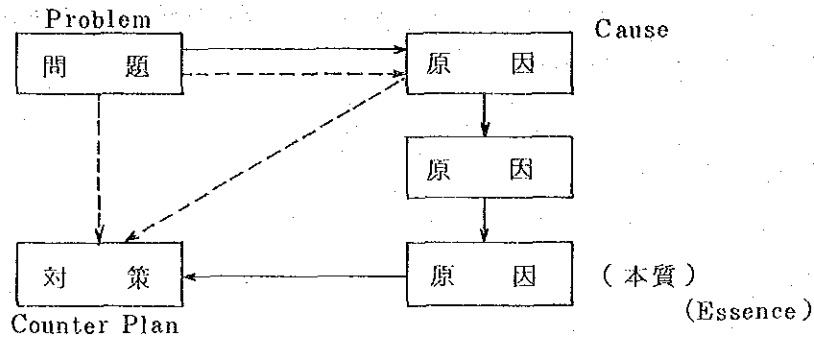 Problem
問題
原因
Cause
原因
対策
原因
(本質)
(Essence)
Counter Plan